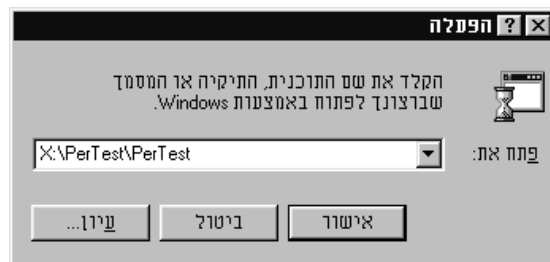 הפעלה
הקלד את שם התוכנית, התיקיה או המסמך
שברצונך לפתוח באמצעות Windows.
פתח את:
X:\PerTest\PerTest
אישור
ביטול
עיון...